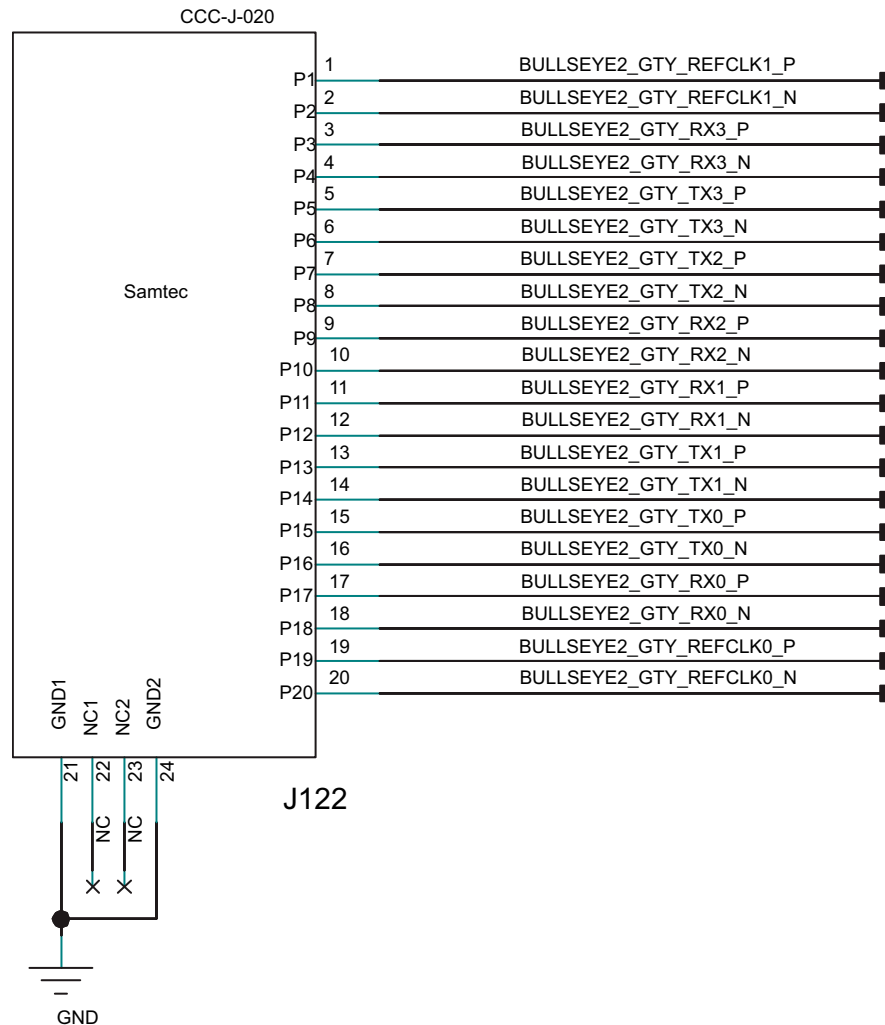 CCC-J-020
1 BULLSEYE2_GTY_REFCLK1_P
P1
2 BULLSEYE2_GTY_REFCLK1_N
P2
3 BULLSEYE2_GTY_RX3_P
P3
4 BULLSEYE2_GTY_RX3_N
P4
5 BULLSEYE2_GTY_TX3_P
P5
6 BULLSEYE2_GTY_TX3_N
P6
7 BULLSEYE2_GTY_TX2_P
P7
Samtec
8 BULLSEYE2_GTY_TX2_N
P8
9 BULLSEYE2_GTY_RX2_P
P9
10 BULLSEYE2_GTY_RX2_N
P10
11 BULLSEYE2_GTY_RX1_P
P11
12 BULLSEYE2_GTY_RX1_N
P12
13 BULLSEYE2_GTY_TX1_P
P13
14 BULLSEYE2_GTY_TX1_N
P14
15 BULLSEYE2_GTY_TX0_P
P15
16 BULLSEYE2_GTY_TX0_N
P16
17 BULLSEYE2_GTY_RX0_P
P17
18 BULLSEYE2_GTY_RX0_N
P18
19 BULLSEYE2_GTY_REFCLK0_P
P19
20 BULLSEYE2_GTY_REFCLK0_N
P20
GND1
NC1
NC2
GND2
21
22
23
24
J122
NC
NC
GND